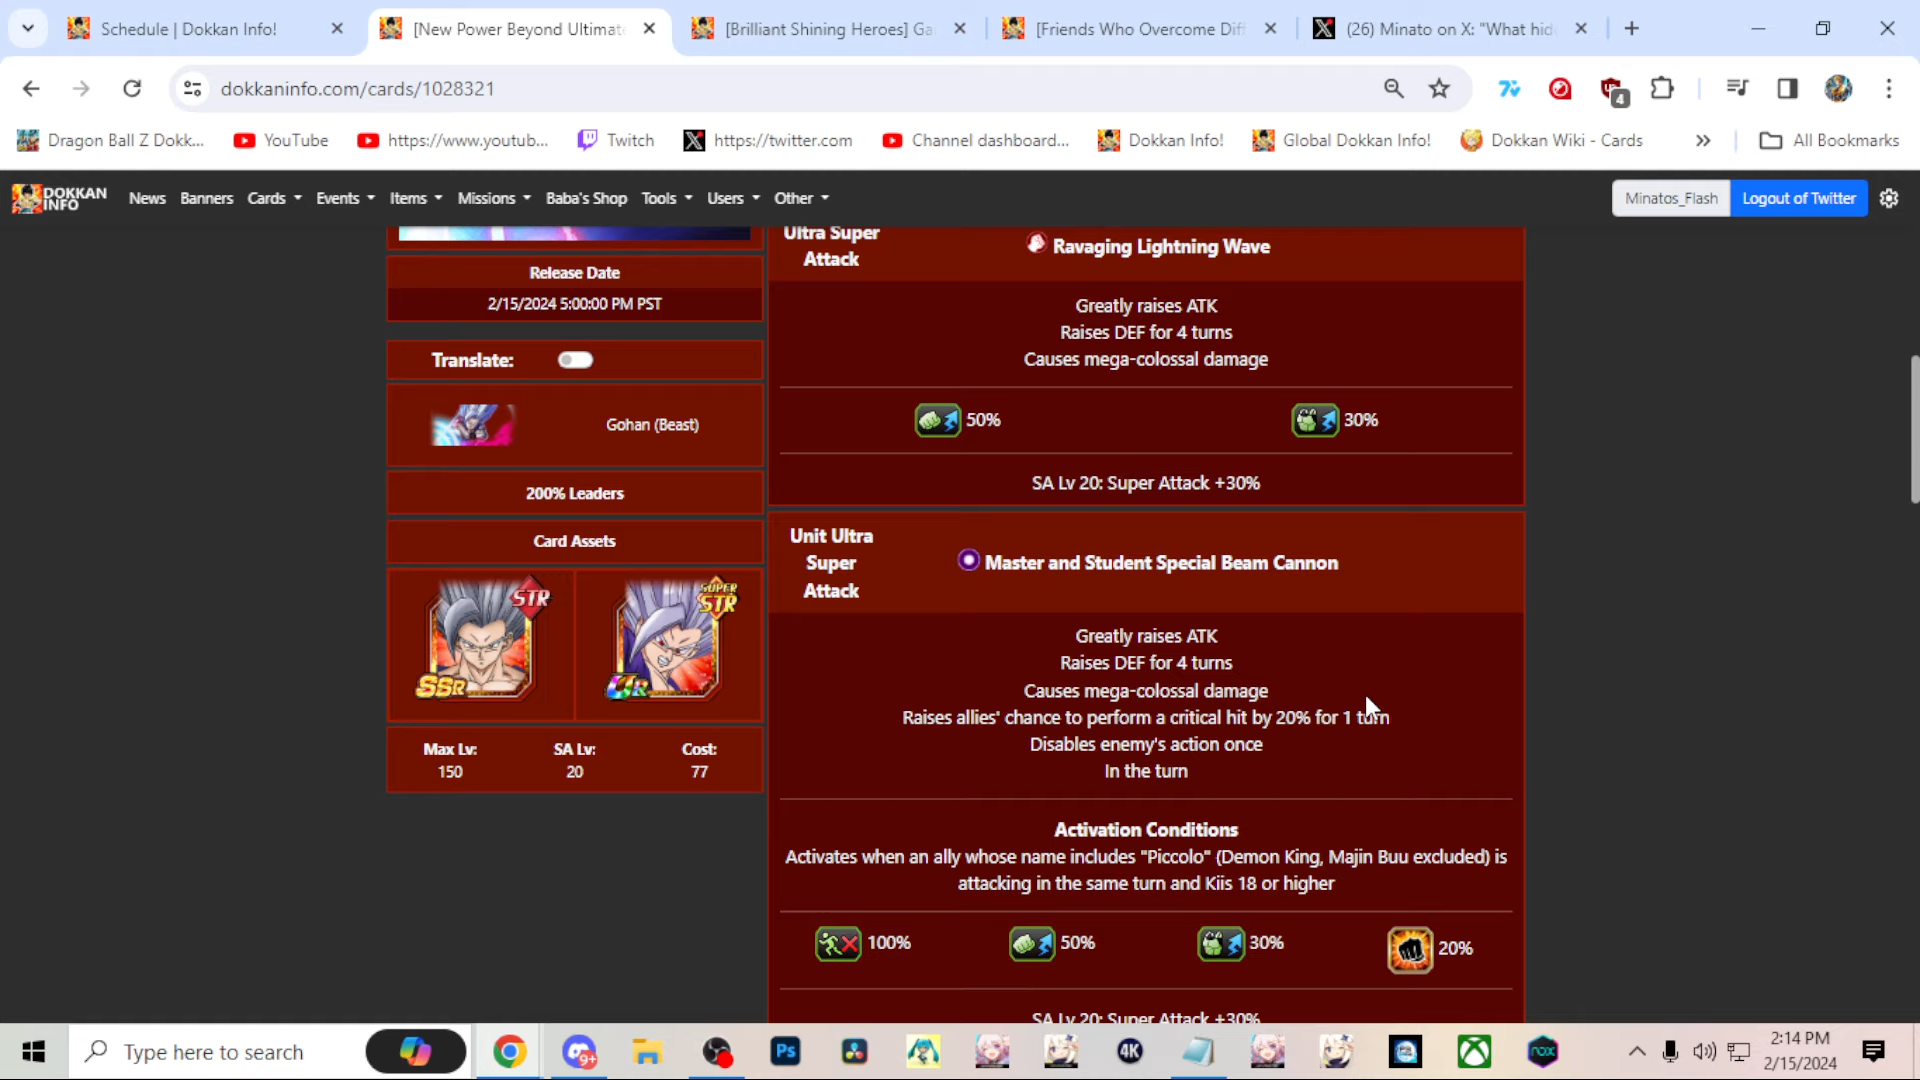 Schedule | Dokkan Info!
[New Power Beyond Ultimate
[Brilliant Shining Heroes] Go
[Friends Who Overcome Diff
(26) Minato on X: "What hid
dokkaninfo.com/cards/1028321
4
Dragon Ball Z Dokk...
YouTube
https://www.youtub...
Twitch
https://twitter.com
Channel dashboard...
Dokkan Info!
Global Dokkan Info!
Dokkan Wiki - Cards
»
All Bookmarks
DOKKAN
INFO
News
Banners
Cards
Events
Items
Missions
Baba's Shop
Tools
Users
Other
Minatos_Flash
Logout of Twitter
Release Date
2/15/2024 5:00:00 PM PST
Translate:
Gohan (Beast)
200% Leaders
Card Assets
STR
SSR
SUPER
STR
UR
Max Lv:
SA Lv:
Cost:
150
20
77
Ultra Super
Attack
Ravaging Lightning Wave
Greatly raises ATK
Raises DEF for 4 turns
Causes mega-colossal damage
50%
30%
SA Lv 20: Super Attack +30%
Unit Ultra
Super
Attack
Master and Student Special Beam Cannon
Greatly raises ATK
Raises DEF for 4 turns
Causes mega-colossal damage
Raises allies' chance to perform a critical hit by 20% for 1 turn
Disables enemy's action once
In the turn
Activation Conditions
Activates when an ally whose name includes "Piccolo" (Demon King, Majin Buu excluded) is
attacking in the same turn and Kiis 18 or higher
100%
50%
30%
20%
SA Lv 20: Super Attack +30%
Type here to search
9+
Ps
4K
nox
2:14 PM
2/15/2024